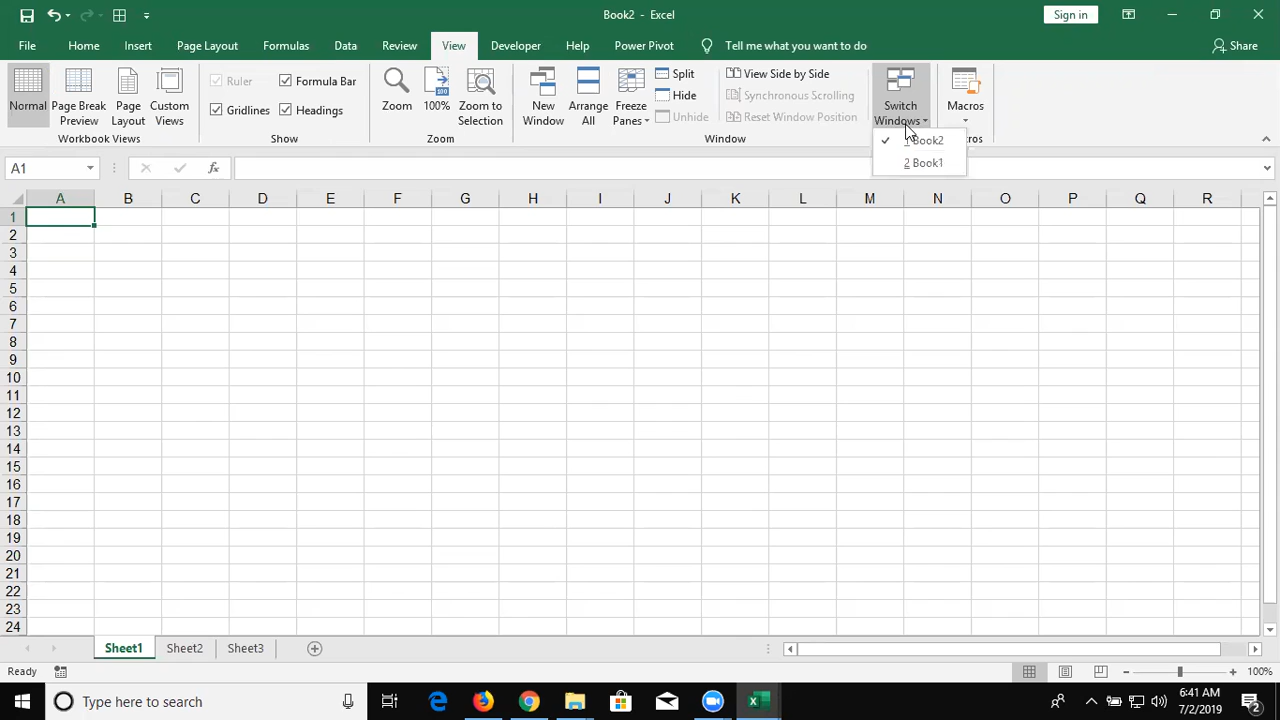 Book2 - Excel
Sign in
File Home Insert Page Layout Formulas Data Review View Developer Help Power Pivot Tell me what you want to do Share
Normal
Page Break Preview
Page Layout
Custom Views
Workbook Views
Ruler
Formula Bar
Gridlines
Headings
Show
Zoom
100%
Zoom to Selection
Zoom
New Window
Arrange All
Freeze Panes
Split
Hide
Unhide
View Side by Side
Synchronous Scrolling
Reset Window Position
Window
Switch Windows
Macros
1 Book2
2 Book1
A1
fx
A B C D E F G H I J K L M N O P Q R
1
2
3
4
5
6
7
8
9
10
11
12
13
14
15
16
17
18
19
20
21
22
23
24
Sheet1 Sheet2 Sheet3
Ready
100%
Type here to search
6:41 AM
7/2/2019
2